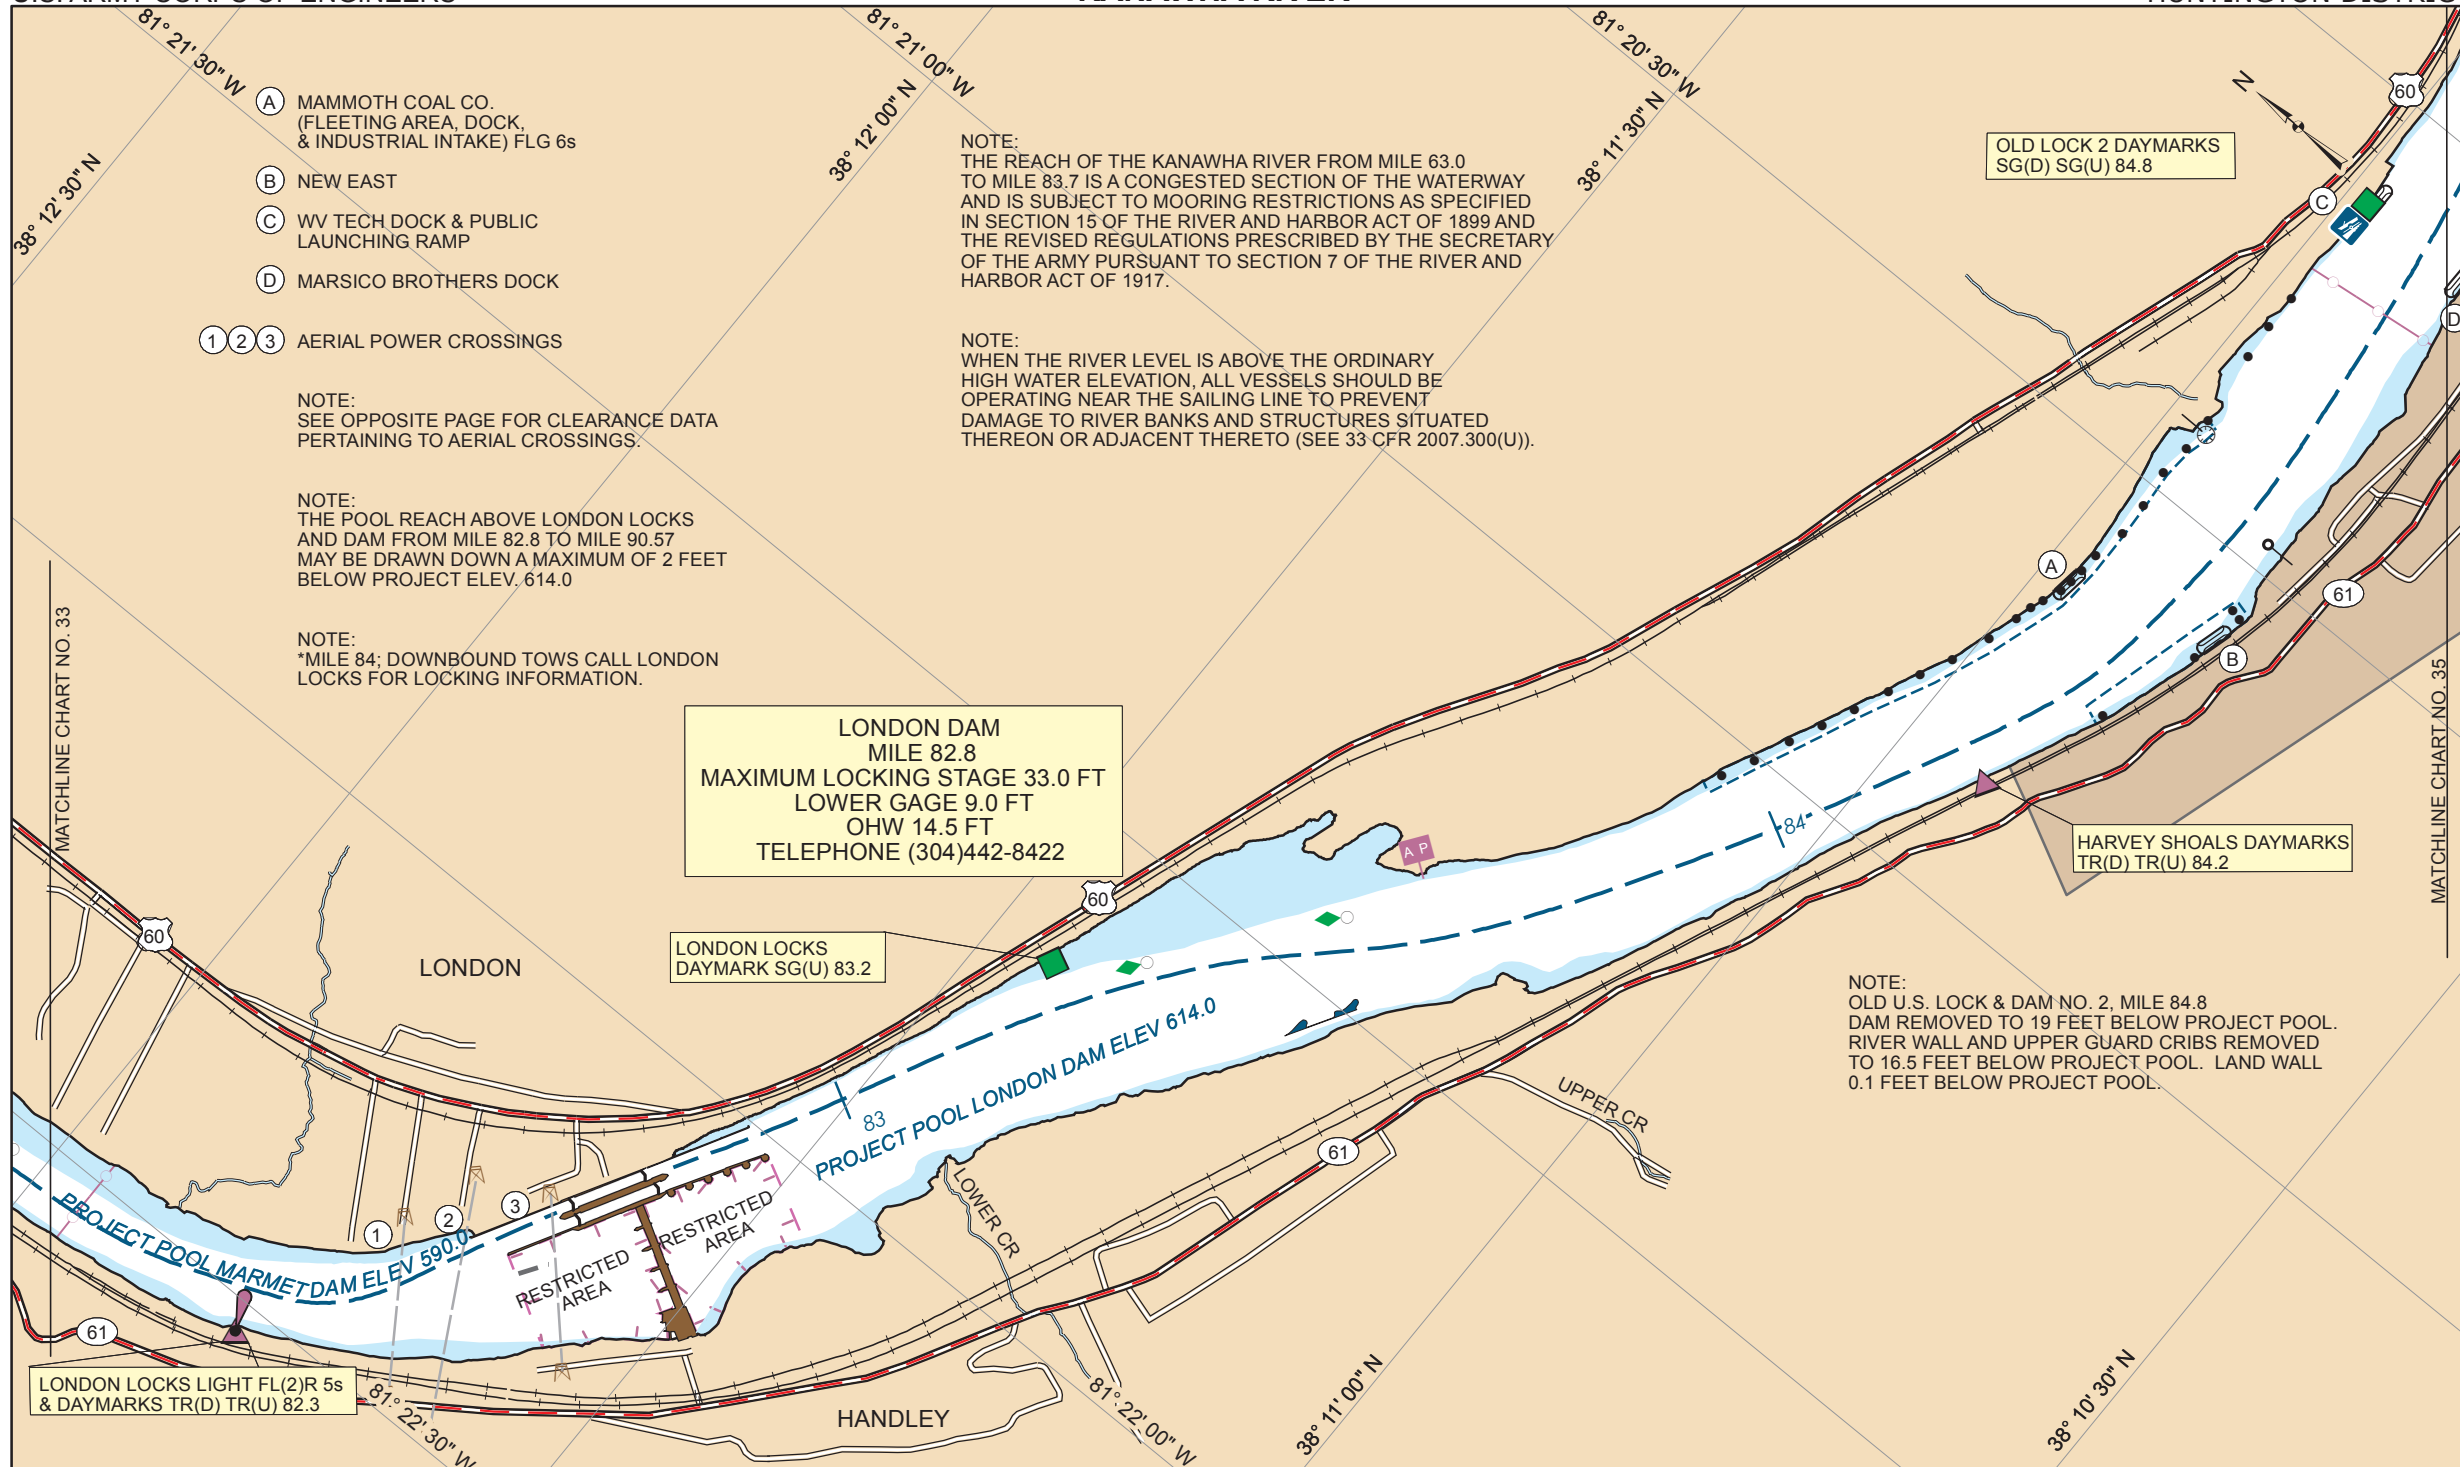 81° 21' 30" W
81° 21' 00" W
81° 20' 30" W
38° 12' 30" N
38° 12' 00" N
38° 11' 30" N
N
60
A MAMMOTH COAL CO.
(FLEETING AREA, DOCK,
& INDUSTRIAL INTAKE) FLG 6s
B NEW EAST
C WV TECH DOCK & PUBLIC
LAUNCHING RAMP
D MARSICO BROTHERS DOCK
1 2 3 AERIAL POWER CROSSINGS
NOTE:
SEE OPPOSITE PAGE FOR CLEARANCE DATA
PERTAINING TO AERIAL CROSSINGS.
NOTE:
THE POOL REACH ABOVE LONDON LOCKS
AND DAM FROM MILE 82.8 TO MILE 90.57
MAY BE DRAWN DOWN A MAXIMUM OF 2 FEET
BELOW PROJECT ELEV. 614.0
NOTE:
*MILE 84; DOWNBOUND TOWS CALL LONDON
LOCKS FOR LOCKING INFORMATION.
NOTE:
THE REACH OF THE KANAWHA RIVER FROM MILE 63.0
TO MILE 83.7 IS A CONGESTED SECTION OF THE WATERWAY
AND IS SUBJECT TO MOORING RESTRICTIONS AS SPECIFIED
IN SECTION 15 OF THE RIVER AND HARBOR ACT OF 1899 AND
THE REVISED REGULATIONS PRESCRIBED BY THE SECRETARY
OF THE ARMY PURSUANT TO SECTION 7 OF THE RIVER AND
HARBOR ACT OF 1917.
NOTE:
WHEN THE RIVER LEVEL IS ABOVE THE ORDINARY
HIGH WATER ELEVATION, ALL VESSELS SHOULD BE
OPERATING NEAR THE SAILING LINE TO PREVENT
DAMAGE TO RIVER BANKS AND STRUCTURES SITUATED
THEREON OR ADJACENT THERETO (SEE 33 CFR 2007.300(U)).
OLD LOCK 2 DAYMARKS
SG(D) SG(U) 84.8
C
D
A
B
61
MATCHLINE CHART NO. 33
MATCHLINE CHART NO. 35
LONDON DAM
MILE 82.8
MAXIMUM LOCKING STAGE 33.0 FT
LOWER GAGE 9.0 FT
OHW 14.5 FT
TELEPHONE (304)442-8422
A P
84
HARVEY SHOALS DAYMARKS
TR(D) TR(U) 84.2
60
60
LONDON
LONDON LOCKS
DAYMARK SG(U) 83.2
NOTE:
OLD U.S. LOCK & DAM NO. 2, MILE 84.8
DAM REMOVED TO 19 FEET BELOW PROJECT POOL.
RIVER WALL AND UPPER GUARD CRIBS REMOVED
TO 16.5 FEET BELOW PROJECT POOL. LAND WALL
0.1 FEET BELOW PROJECT POOL.
83
PROJECT POOL LONDON DAM ELEV 614.0
UPPER CR
LOWER CR
61
1
2
3
PROJECT POOL MARMET DAM ELEV 590.0
RESTRICTED
AREA
RESTRICTED
AREA
61
LONDON LOCKS LIGHT FL(2)R 5s
& DAYMARKS TR(D) TR(U) 82.3
HANDLEY
81° 22' 30" W
81° 22' 00" W
38° 11' 00" N
38° 10' 30" N